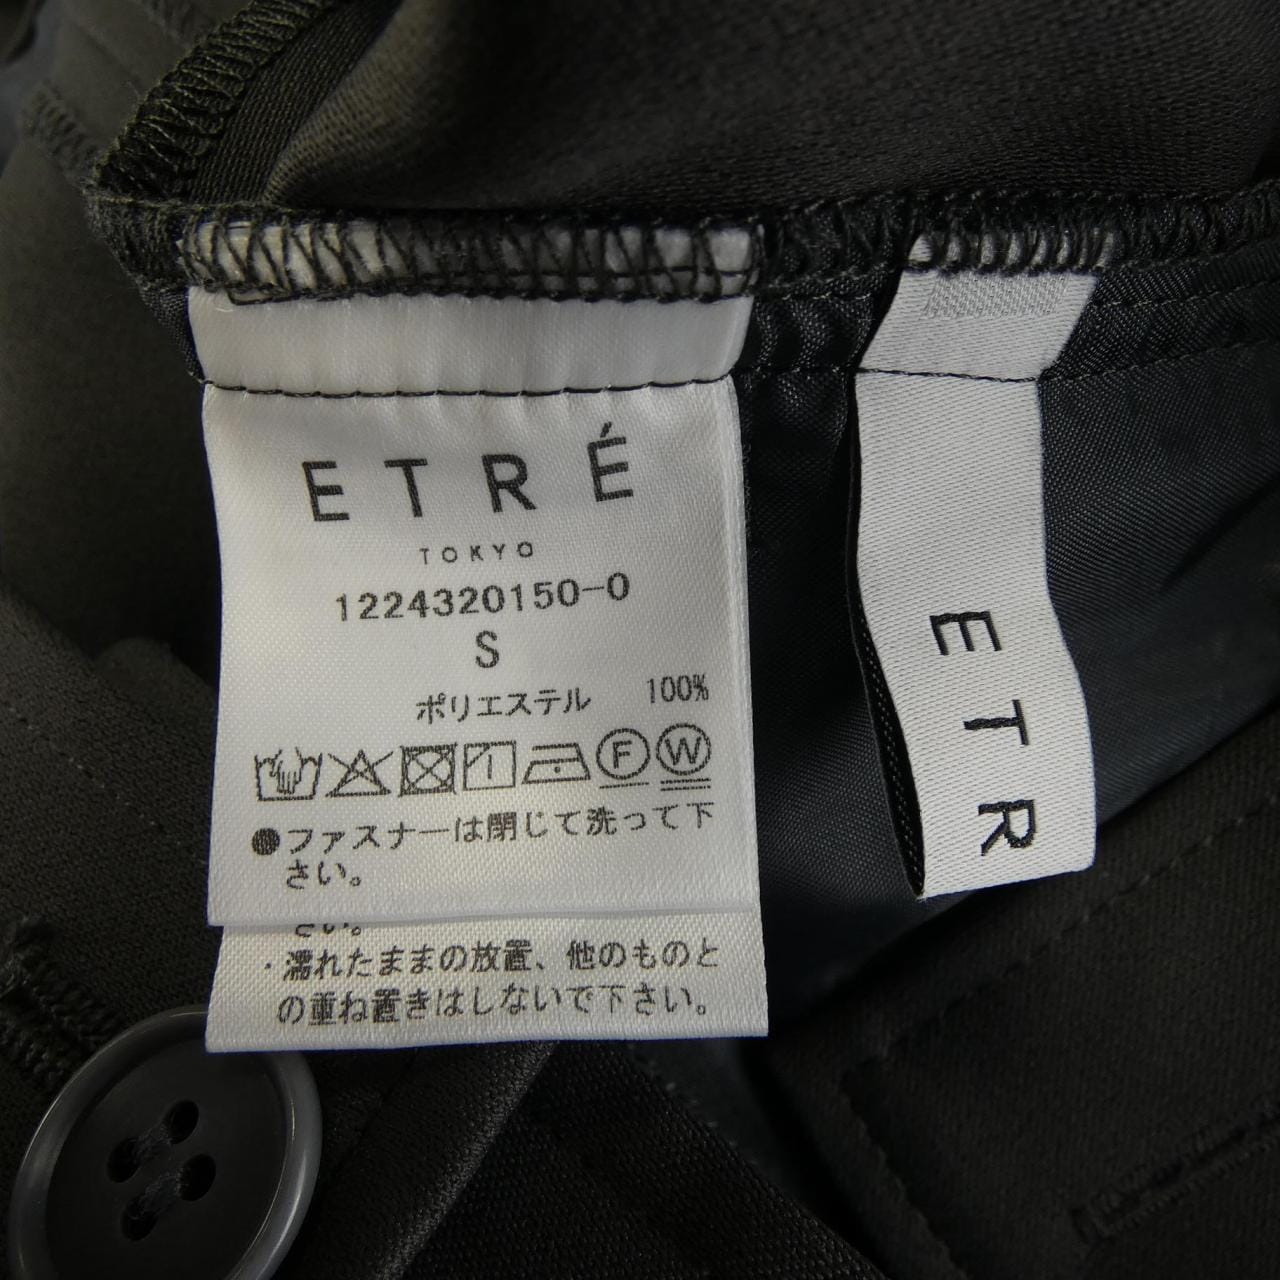 ETRÉ
TOKYO
1224320150-0
S
ポリエステル 100%
F W
●ファスナーは閉じて洗って下
さい。
さい。
・濡れたままの放置、他のものと
の重ね置きはしないで下さい。
ETR